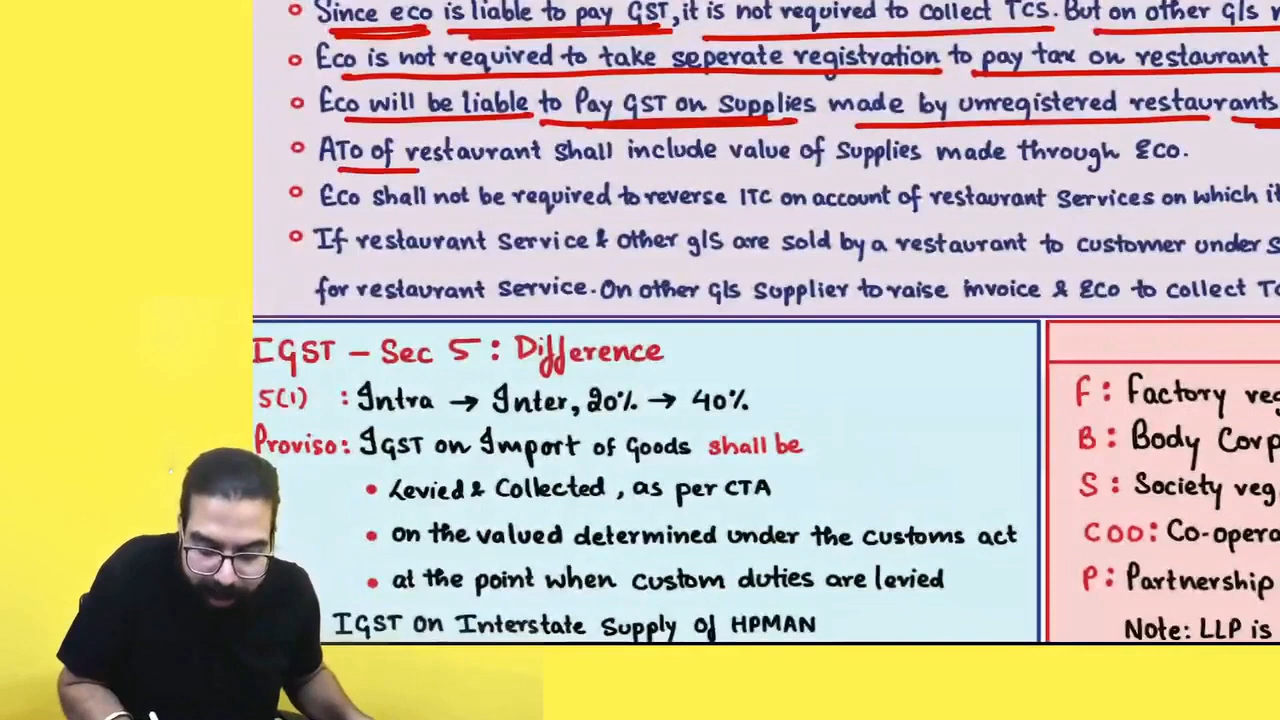 Since eco is liable to pay GST, it is not required to collect TCS. But on other g/s
Eco is not required to take seperate registration to pay tax on restaurant
Eco will be liable to Pay GST on Supplies made by unregistered restaurants
ATO of restaurant shall include value of Supplies made through Eco.
Eco shall not be required to reverse ITC on account of restaurant Services on which it
If restaurant Service & other g/s are sold by a restaurant to customer under s
for restaurant Service. On other g/s Supplier to raise invoice & Eco to collect TC
IGST - Sec 5 : Difference
5(1) : Intra → Inter, 20% → 40%
Proviso: IGST on Import of Goods shall be
• Levied & Collected, as per CTA
• on the valued determined under the customs act
• at the point when custom duties are levied
IGST on Interstate Supply of HPMAN
F : Factory veg
B : Body Corp
S : Society veg
COO: Co-opera
P : Partnership
Note: LLP is